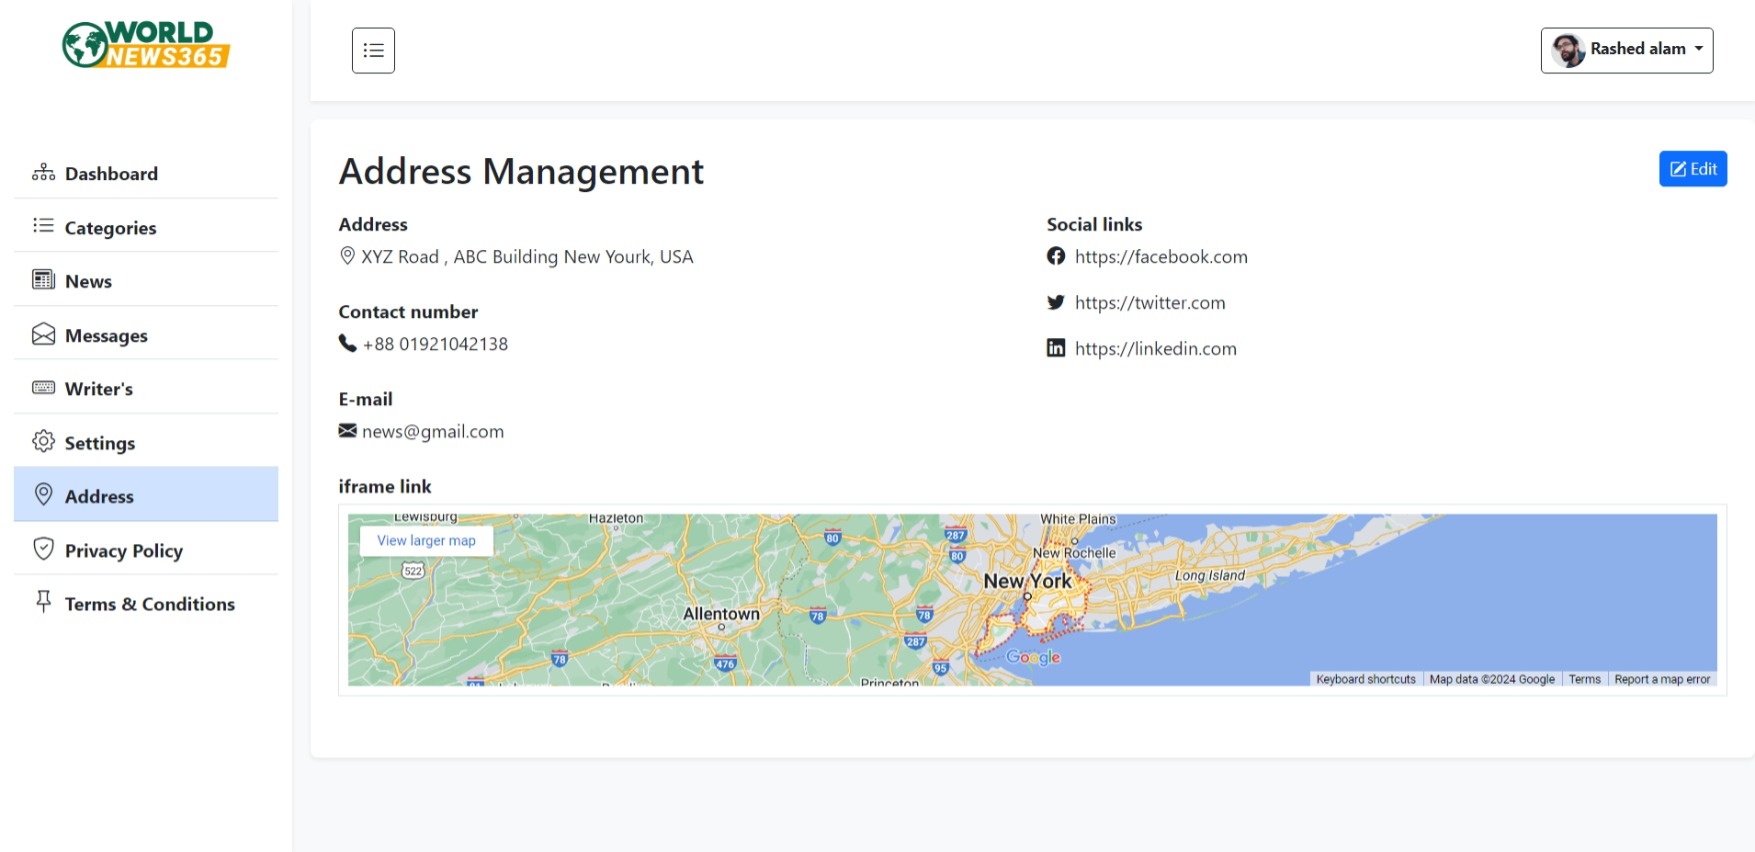 WORLD
NEWS365
Rashed alam
Dashboard
Categories
News
Messages
Writer's
Settings
Address
Privacy Policy
Terms & Conditions
Address Management
Edit
Address
XYZ Road , ABC Building New Yourk, USA
Contact number
+88 01921042138
E-mail
news@gmail.com
Social links
https://facebook.com
https://twitter.com
https://linkedin.com
iframe link
Lewisburg
Hazleton
White Plains
View larger map
80
287
80
New Rochelle
522
New York
Long Island
Allentown
78
78
287
78
476
95
Google
Princeton
Keyboard shortcuts
Map data ©2024 Google
Terms
Report a map error